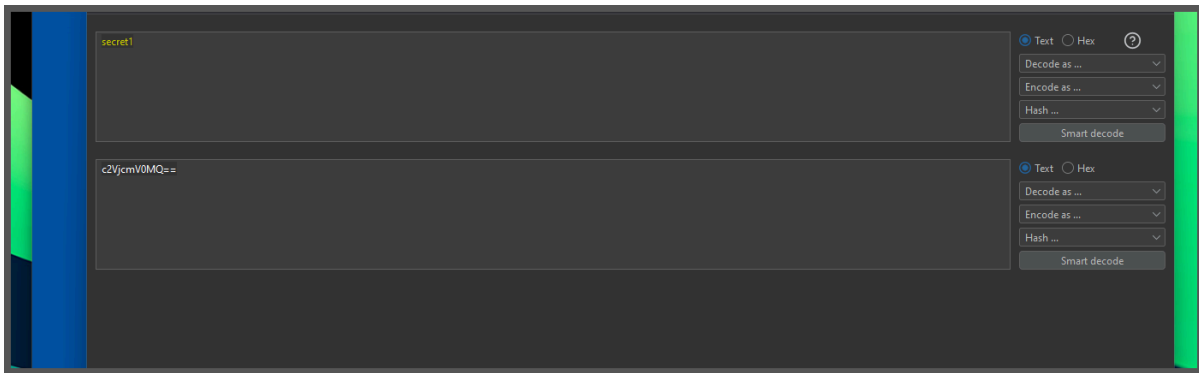 secret1
Text Hex ?
Decode as ...
Encode as ...
Hash ...
Smart decode
c2VjcmV0MQ==
Text Hex
Decode as ...
Encode as ...
Hash ...
Smart decode